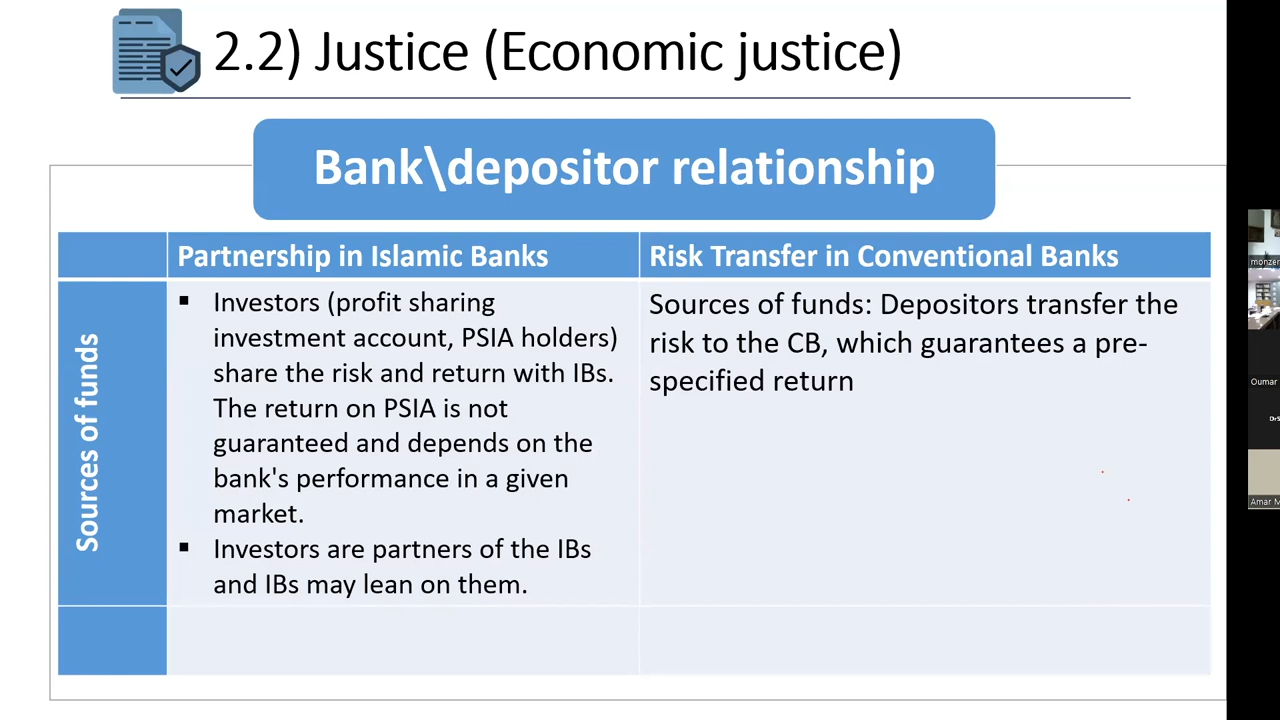 2.2) Justice (Economic justice)
Bank\depositor relationship
Partnership in Islamic Banks
Risk Transfer in Conventional Banks
Sources of funds
▪ Investors (profit sharing
investment account, PSIA holders)
share the risk and return with IBs.
The return on PSIA is not
guaranteed and depends on the
bank's performance in a given
market.
▪ Investors are partners of the IBs
and IBs may lean on them.
Sources of funds: Depositors transfer the
risk to the CB, which guarantees a pre-
specified return
monzer
Oumar
Amar M